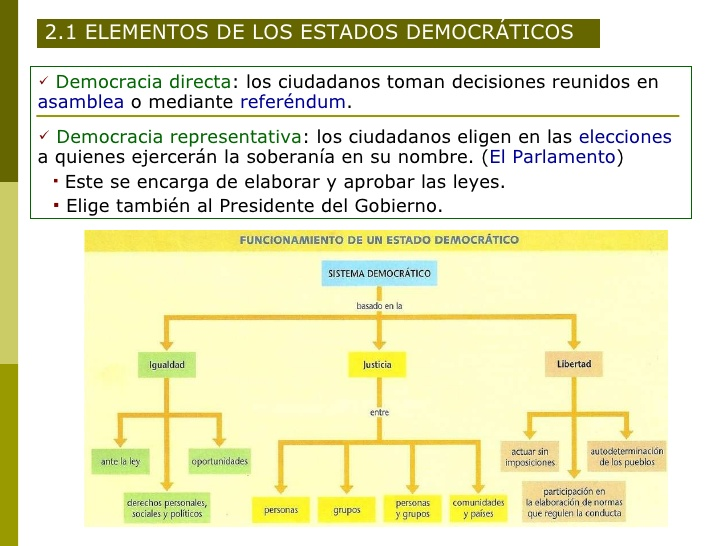 2.1 ELEMENTOS DE LOS ESTADOS DEMOCRÁTICOS
Democracia directa: los ciudadanos toman decisiones reunidos en
asamblea o mediante referéndum.
Democracia representativa: los ciudadanos eligen en las elecciones
a quienes ejercerán la soberanía en su nombre. (El Parlamento)
Este se encarga de elaborar y aprobar las leyes.
Elige también al Presidente del Gobierno.
FUNCIONAMIENTO DE UN ESTADO DEMOCRÁTICO
SISTEMA DEMOCRÁTICO
basado en la
Igualdad
Justicia
Libertad
entre
ante la ley
oportunidades
derechos personales,
sociales y políticos
personas
grupos
personas
y grupos
comunidades
y países
actuar sin
imposiciones
autodeterminación
de los pueblos
participación en
la elaboración de normas
que regulen la conducta